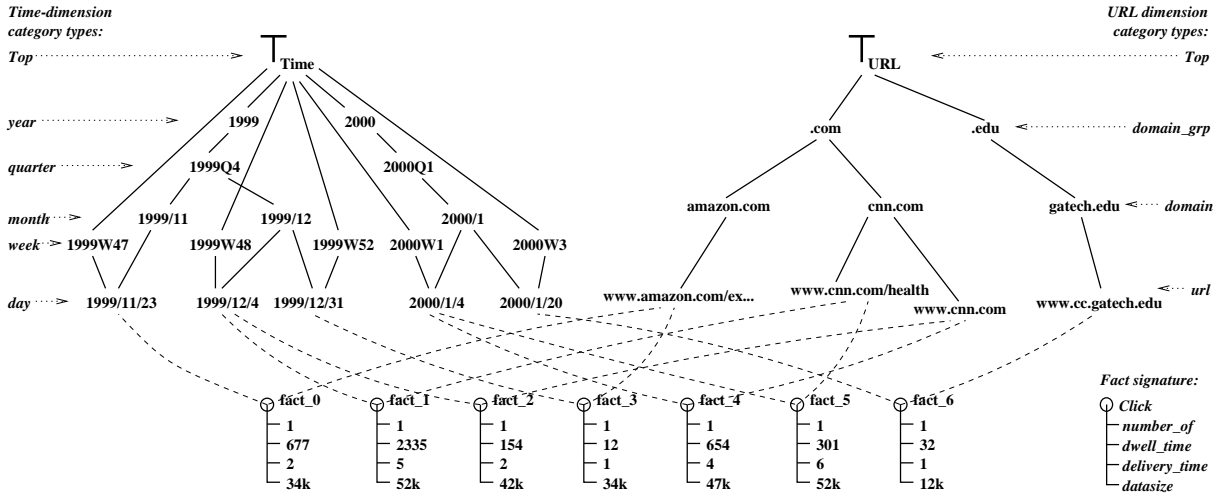 Time-dimension
category types:
URL dimension
category types:
Top
Time
URL
Top
year
1999
2000
.com
.edu
domain_grp
quarter
1999Q4
2000Q1
month
1999/11
1999/12
2000/1
amazon.com
cnn.com
gatech.edu
domain
week
1999W47
1999W48
1999W52
2000W1
2000W3
day
1999/11/23
1999/12/4
1999/12/31
2000/1/4
2000/1/20
www.amazon.com/ex...
www.cnn.com/health
www.cnn.com
www.cc.gatech.edu
url
fact_0
1
677
2
34k
fact_1
1
2335
5
52k
fact_2
1
154
2
42k
fact_3
1
12
1
34k
fact_4
1
654
4
47k
fact_5
1
301
6
52k
fact_6
1
32
1
12k
Fact signature:
Click
number_of
dwell_time
delivery_time
datasize